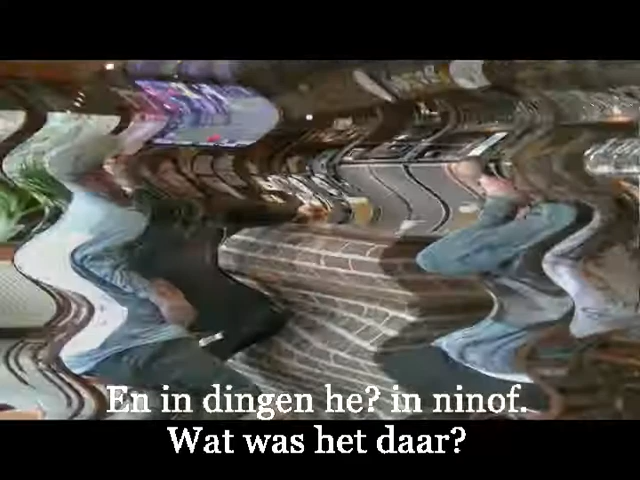 En in dingen he? in ninof.
Wat was het daar?